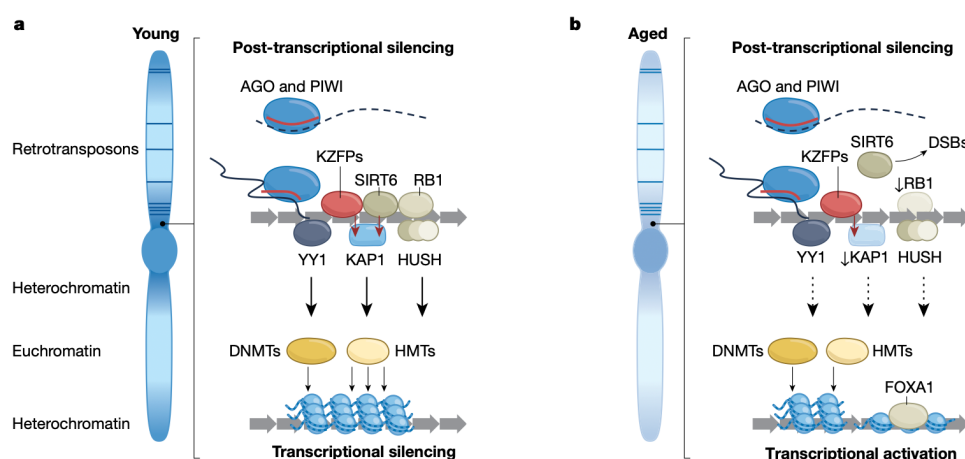 a
Young
Post-transcriptional silencing
AGO and PIWI
Retrotransposons
KZFPs
SIRT6
RB1
YY1
KAP1
HUSH
Heterochromatin
Euchromatin
DNMTs
HMTs
Heterochromatin
Transcriptional silencing
b
Aged
Post-transcriptional silencing
AGO and PIWI
SIRT6
DSBs
KZFPs
↓RB1
YY1
↓KAP1
HUSH
DNMTs
HMTs
FOXA1
Transcriptional activation